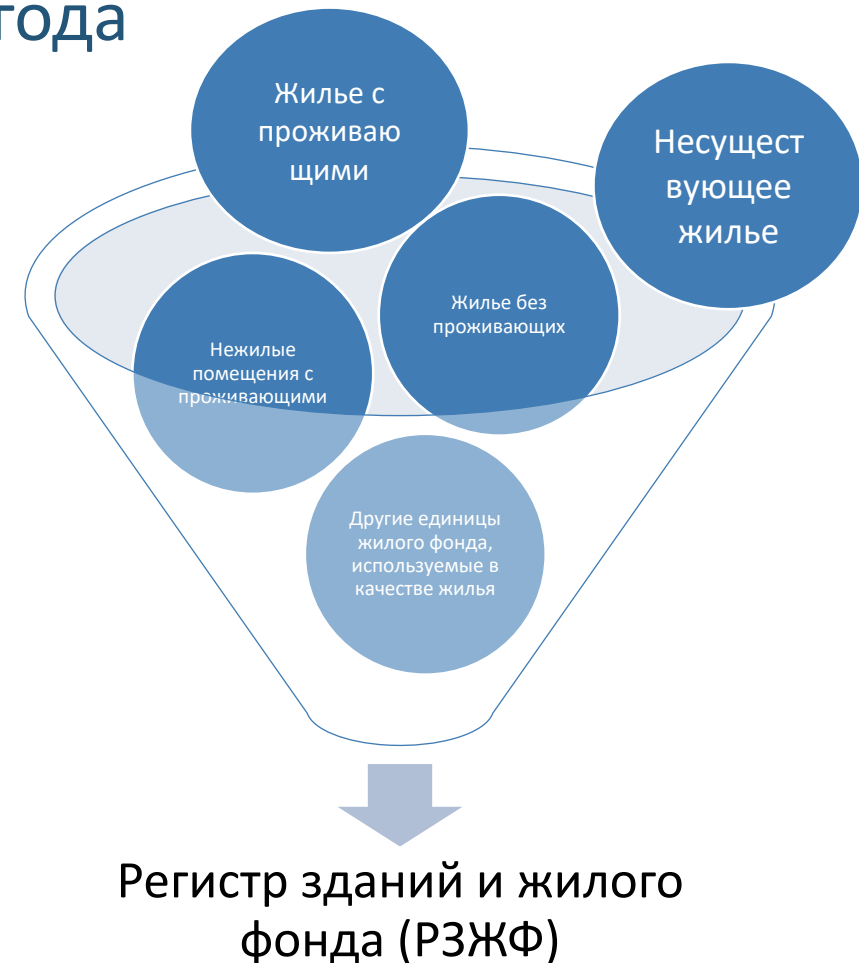 года
Жилье с
проживаю
щими
Несущест
вующее
жилье
Жилье без
проживающих
Нежилые
помещения с
проживающими
Другие единицы
жилого фонда,
используемые в
качестве жилья
Регистр зданий и жилого
фонда (РЗЖФ)